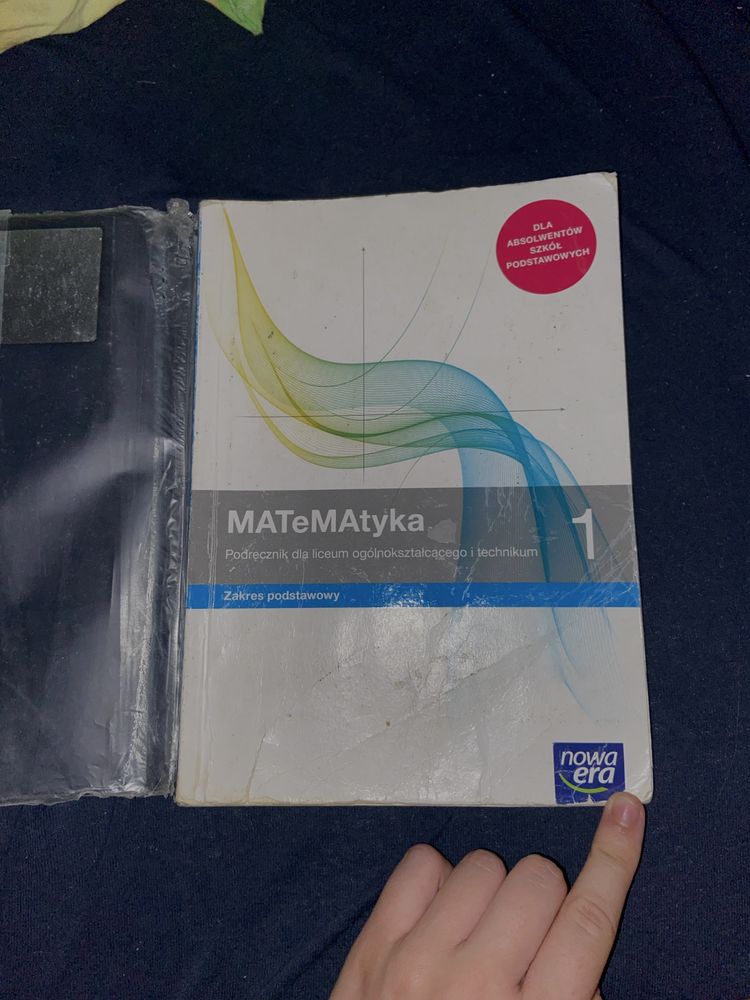 DLA
ABSOLWENTÓW
SZKÓŁ
PODSTAWOWYCH
MATeMAtyka 1
Podręcznik dla liceum ogólnokształcącego i technikum
Zakres podstawowy
nowa
era